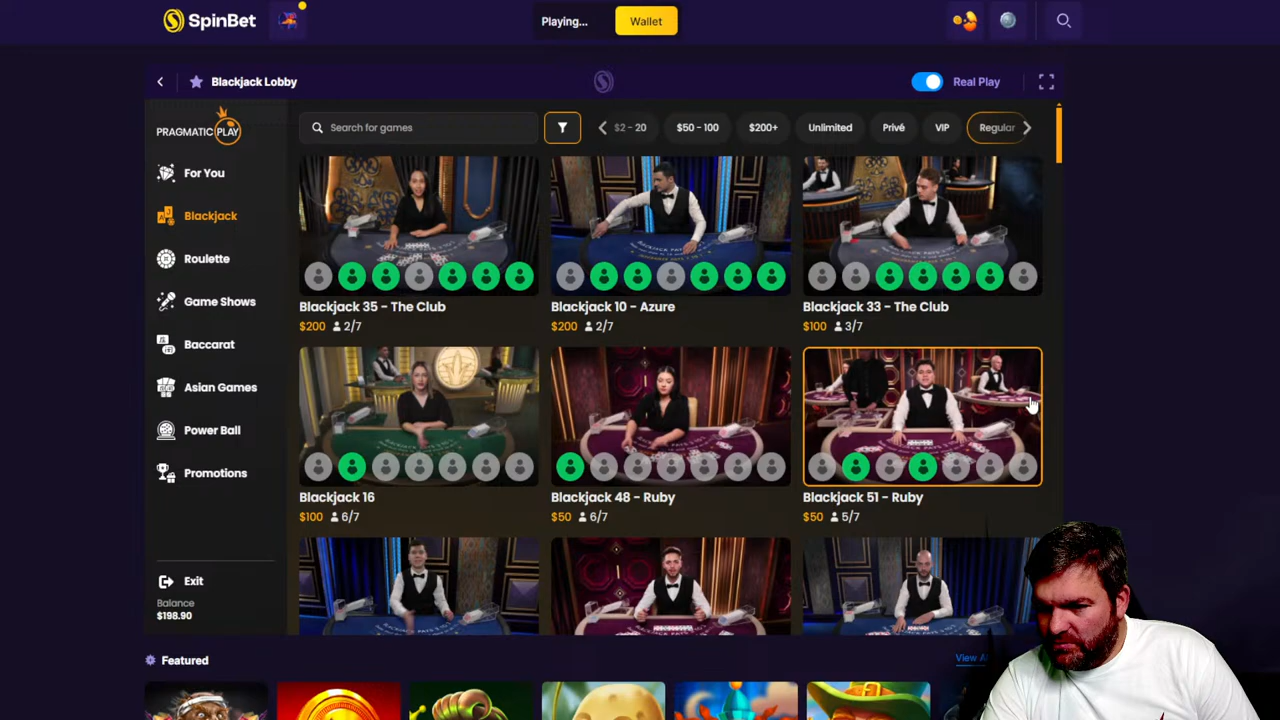 SpinBet
Playing...
Wallet
Blackjack Lobby
Real Play
PRAGMATIC PLAY
Search for games
$2 - 20
$50 - 100
$200+
Unlimited
Privé
VIP
Regular
For You
Blackjack
Roulette
Game Shows
Baccarat
Asian Games
Power Ball
Promotions
Exit
Balance
$198.90
Blackjack 35 - The Club
$200 2/7
Blackjack 10 - Azure
$200 2/7
Blackjack 33 - The Club
$100 3/7
Blackjack 16
$100 6/7
Blackjack 48 - Ruby
$50 6/7
Blackjack 51 - Ruby
$50 5/7
Featured
View